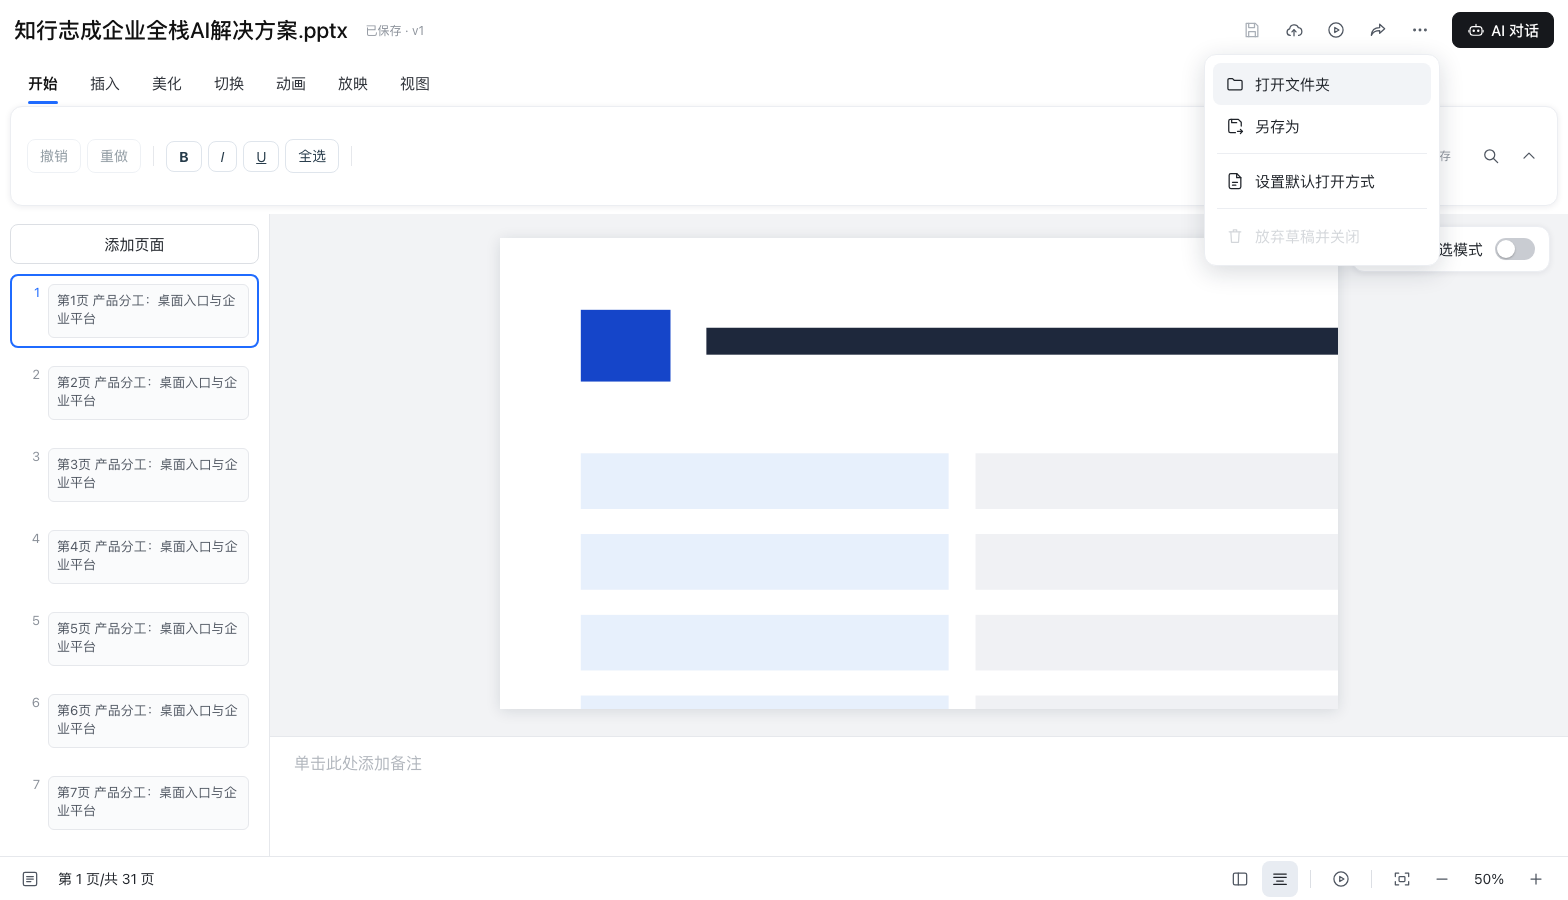 知行志成企业全栈AI解决方案.pptx
已保存 · v1
AI 对话
开始
插入
美化
切换
动画
放映
视图
撤销
重做
B
I
U
全选
存
打开文件夹
另存为
设置默认打开方式
放弃草稿并关闭
选模式
添加页面
1
第1页 产品分工：桌面入口与企
业平台
2
第2页 产品分工：桌面入口与企
业平台
3
第3页 产品分工：桌面入口与企
业平台
4
第4页 产品分工：桌面入口与企
业平台
5
第5页 产品分工：桌面入口与企
业平台
6
第6页 产品分工：桌面入口与企
业平台
7
第7页 产品分工：桌面入口与企
业平台
单击此处添加备注
第 1 页/共 31 页
50%